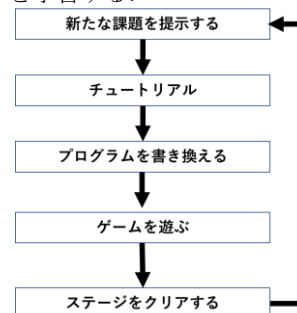 新たな課題を提示する
チュートリアル
プログラムを書き換える
ゲームを遊ぶ
ステージをクリアする